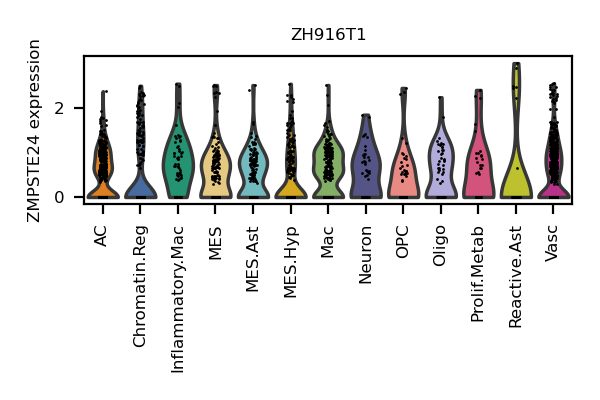 ZH916T1
ZMPSTE24 expression
2
0
AC
Chromatin.Reg
Inflammatory.Mac
MES
MES.Ast
MES.Hyp
Mac
Neuron
OPC
Oligo
Prolif.Metab
Reactive.Ast
Vasc